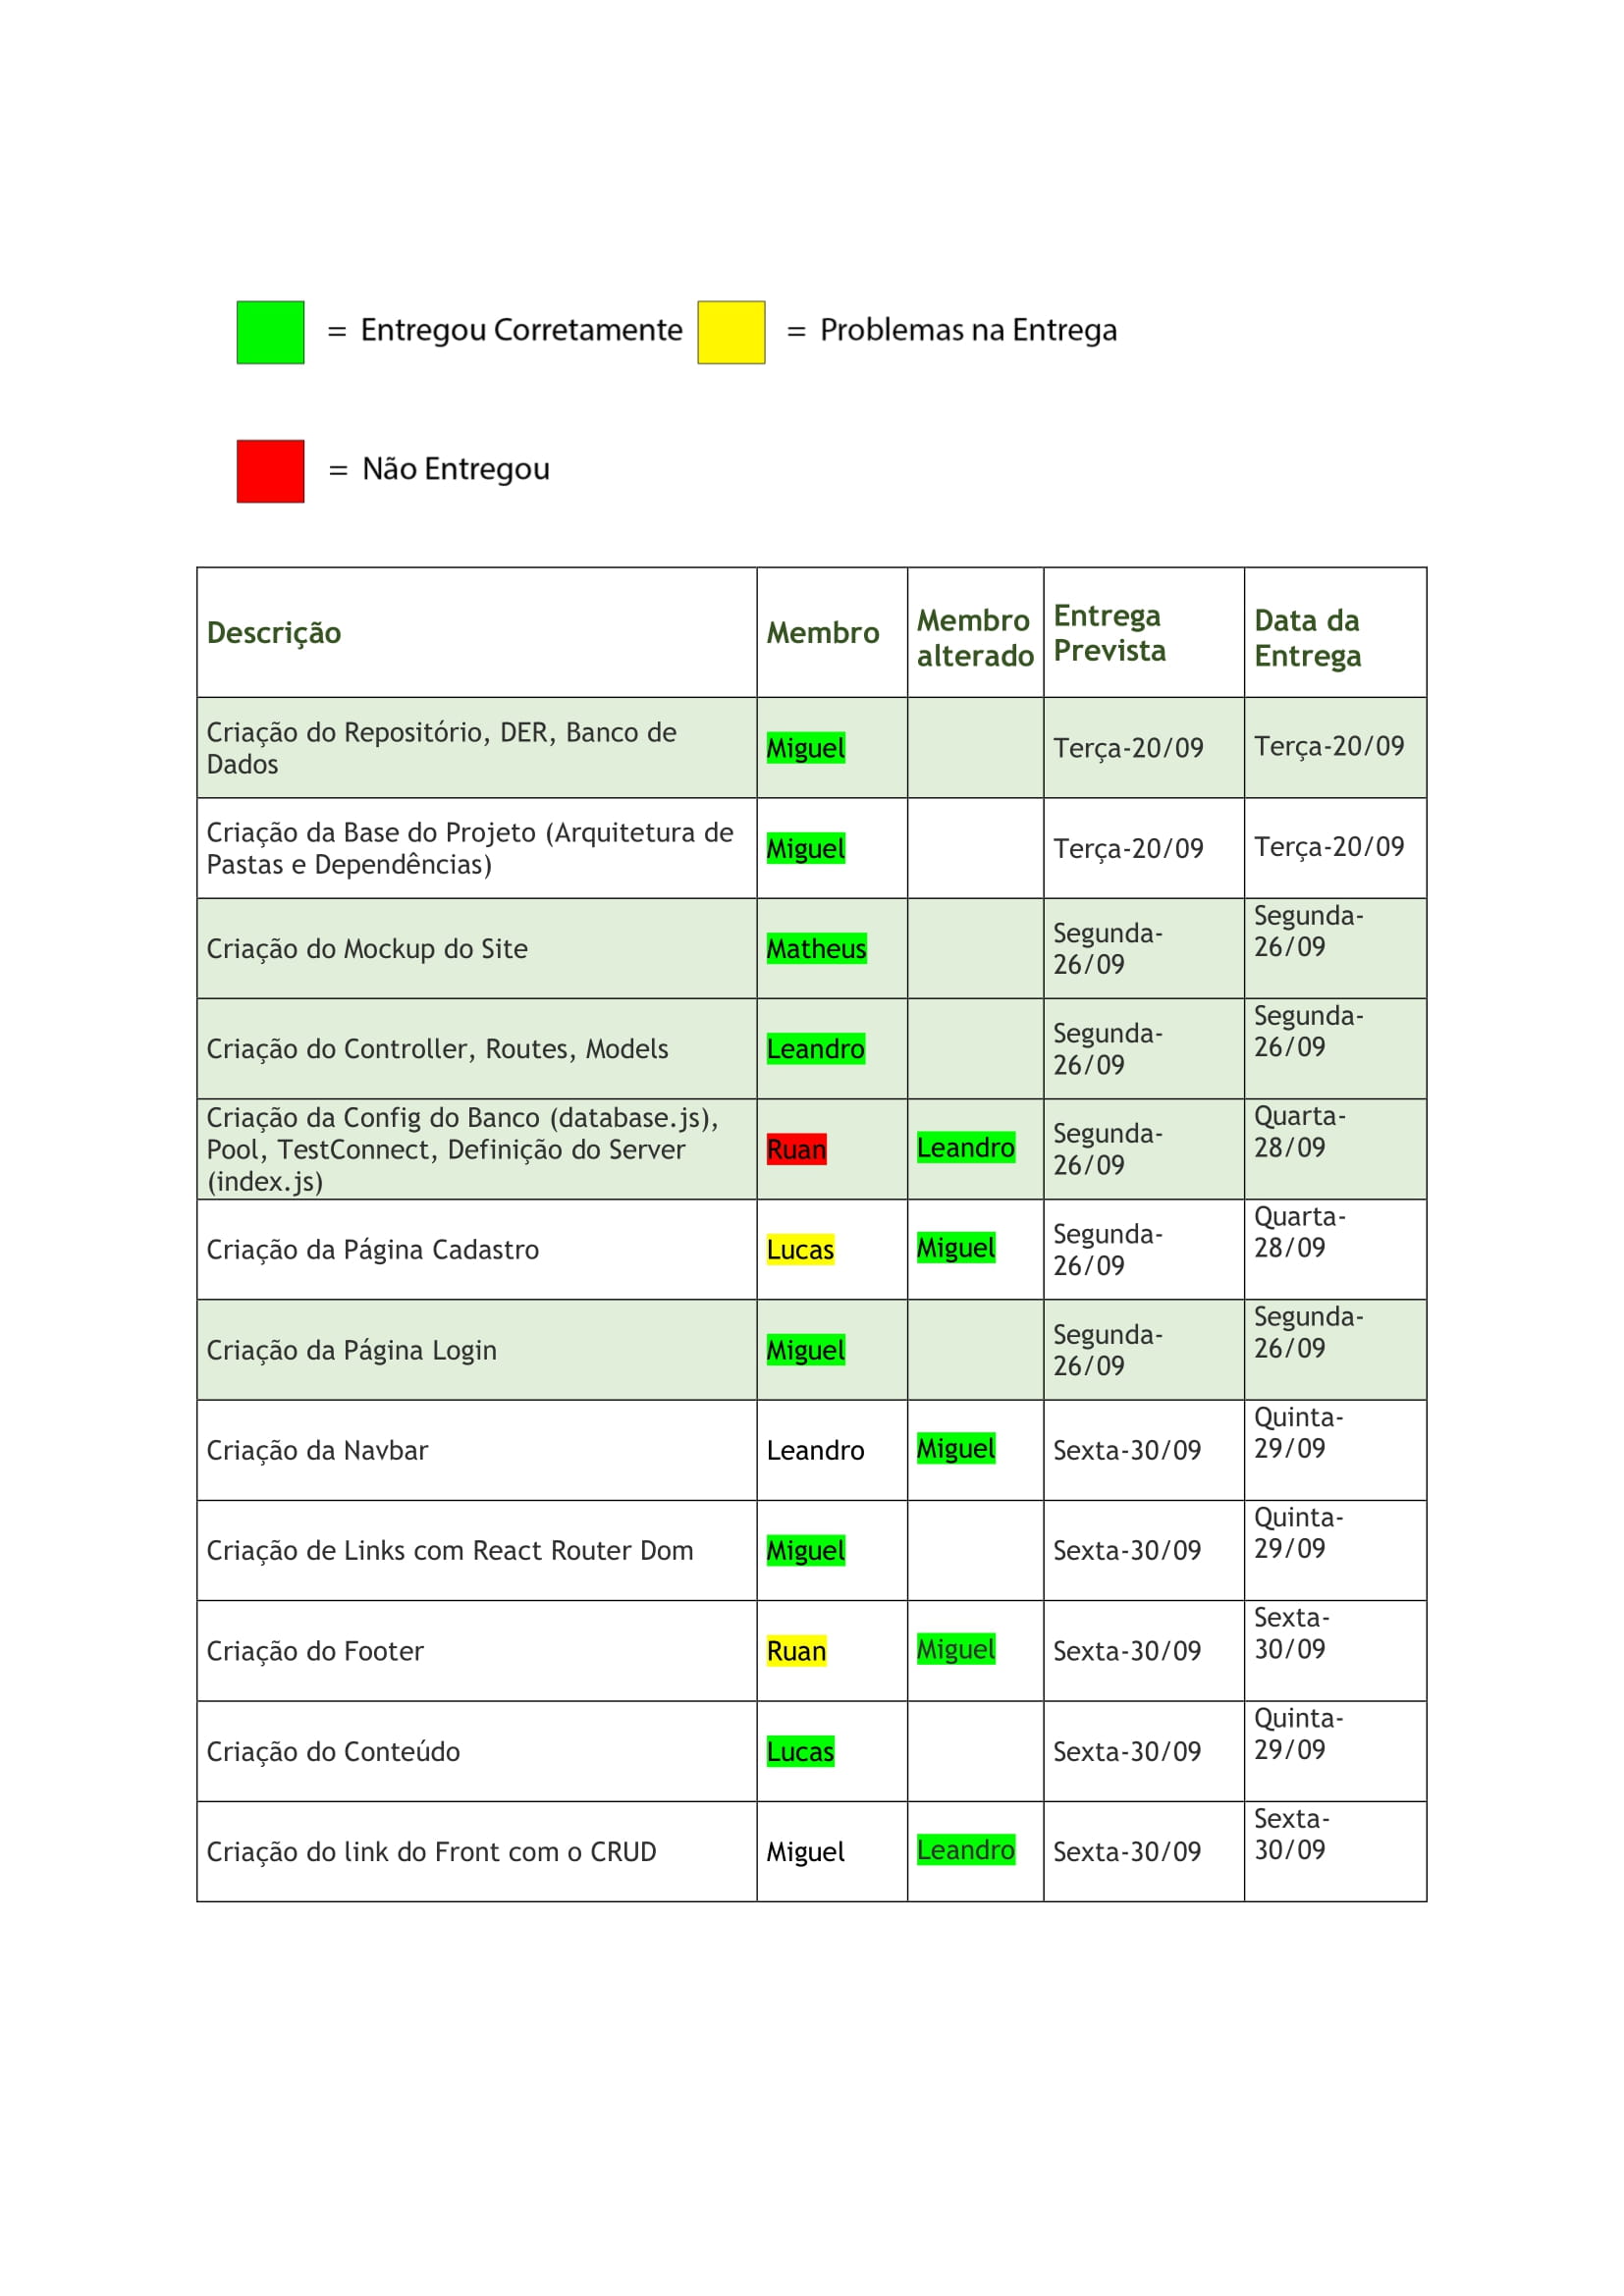 = Entregou Corretamente = Problemas na Entrega
= Não Entregou
Descrição
Membro
Membro
alterado
Entrega
Prevista
Data da
Entrega
Criação do Repositório, DER, Banco de
Dados
Miguel
Terça-20/09
Terça-20/09
Criação da Base do Projeto (Arquitetura de
Pastas e Dependências)
Miguel
Terça-20/09
Terça-20/09
Criação do Mockup do Site
Matheus
Segunda-
26/09
Segunda-
26/09
Criação do Controller, Routes, Models
Leandro
Segunda-
26/09
Segunda-
26/09
Criação da Config do Banco (database.js),
Pool, TestConnect, Definição do Server
(index.js)
Ruan
Leandro
Segunda-
26/09
Quarta-
28/09
Criação da Página Cadastro
Lucas
Miguel
Segunda-
26/09
Quarta-
28/09
Criação da Página Login
Miguel
Segunda-
26/09
Segunda-
26/09
Criação da Navbar
Leandro
Miguel
Sexta-30/09
Quinta-
29/09
Criação de Links com React Router Dom
Miguel
Sexta-30/09
Quinta-
29/09
Criação do Footer
Ruan
Miguel
Sexta-30/09
Sexta-
30/09
Criação do Conteúdo
Lucas
Sexta-30/09
Quinta-
29/09
Criação do link do Front com o CRUD
Miguel
Leandro
Sexta-30/09
Sexta-
30/09